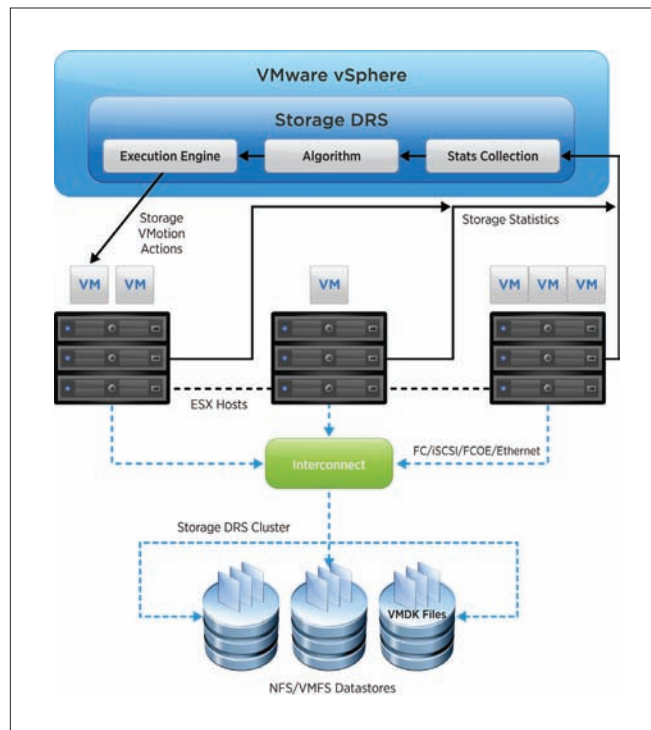 VMware vSphere
Storage DRS
Execution Engine
Algorithm
Stats Collection
Storage
VMotion
Actions
Storage Statistics
VM
VM
VM
VM
VM
VM
ESX Hosts
Interconnect
FC/iSCSI/FCOE/Ethernet
Storage DRS Cluster
VMDK Files
NFS/VMFS Datastores